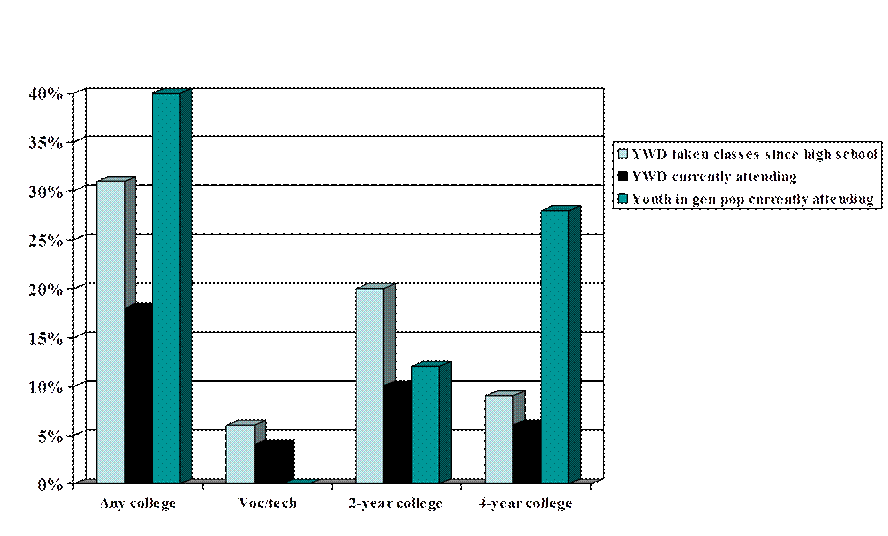 40%
35%
30%
25%
20%
15%
10%
5%
0%
Any college
Voc/tech
2-year college
4-year college
YWD taken classes since high school
YWD currently attending
Youth in gen pop currently attending